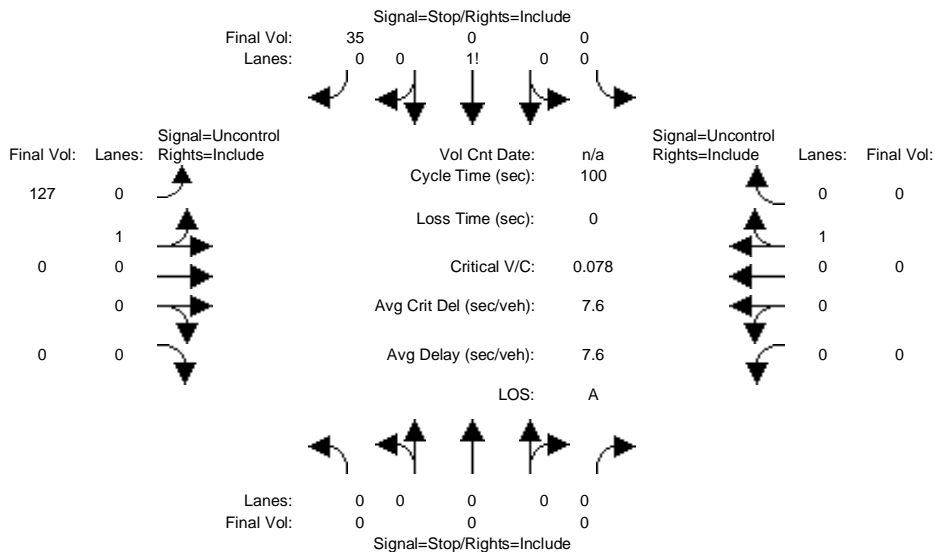 Signal=Stop/Rights=Include
Final Vol: 35 0 0
Lanes: 0 0 1! 0 0
Signal=Uncontrol Signal=Uncontrol
Final Vol: Lanes: Rights=Include Vol Cnt Date: n/a Rights=Include Lanes: Final Vol:
Cycle Time (sec): 100
127 0 0 0
Loss Time (sec): 0
1 1
0 0 Critical V/C: 0.078 0 0
0 Avg Crit Del (sec/veh): 7.6 0
0 0 Avg Delay (sec/veh): 7.6 0 0
LOS: A
Lanes: 0 0 0 0 0
Final Vol: 0 0 0
Signal=Stop/Rights=Include